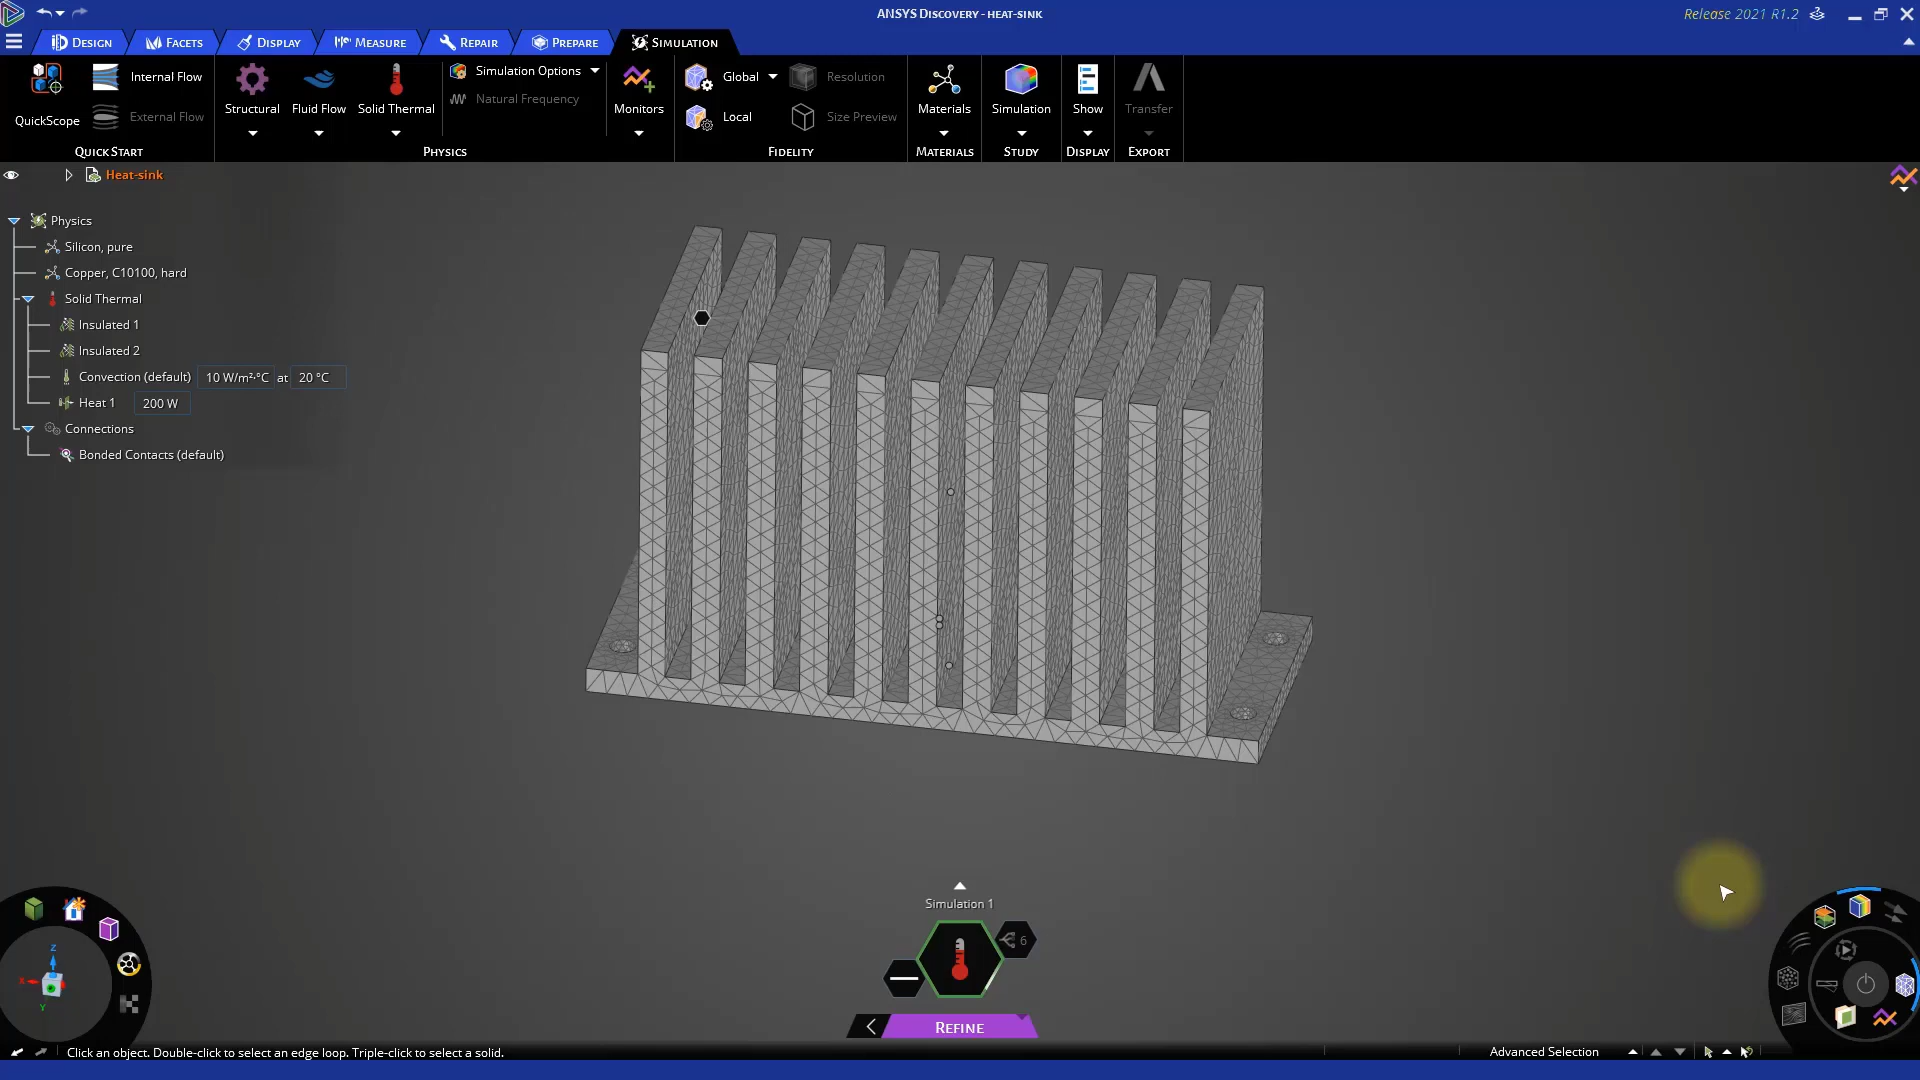 ANSYS DISCOVERY - HEAT-SINK
Release 2021 R1.2
DESIGN FACETS DISPLAY MEASURE REPAIR PREPARE SIMULATION
QuickScope
Internal Flow
External Flow
QUICK START
Structural
Fluid Flow
Solid Thermal
Simulation Options
Natural Frequency
PHYSICS
Monitors
Global
Local
Resolution
Size Preview
FIDELITY
Materials
MATERIALS
Simulation
STUDY
Show
DISPLAY
Transfer
EXPORT
Heat-sink
Physics
Silicon, pure
Copper, C10100, hard
Solid Thermal
Insulated 1
Insulated 2
Convection (default) 10 W/m²·°C at 20 °C
Heat 1 200 W
Connections
Bonded Contacts (default)
Simulation 1
6
REFINE
Z
X
Y
Click an object. Double-click to select an edge loop. Triple-click to select a solid.
Advanced Selection